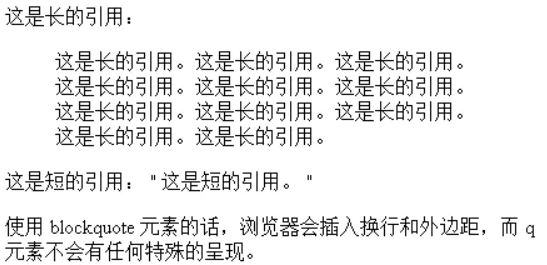 这是长的引用：
这是长的引用。这是长的引用。这是长的引用。
这是长的引用。这是长的引用。这是长的引用。
这是长的引用。这是长的引用。这是长的引用。
这是长的引用。这是长的引用。
这是短的引用： "这是短的引用。"
使用 blockquote 元素的话，浏览器会插入换行和外边距，而 q
元素不会有任何特殊的呈现。